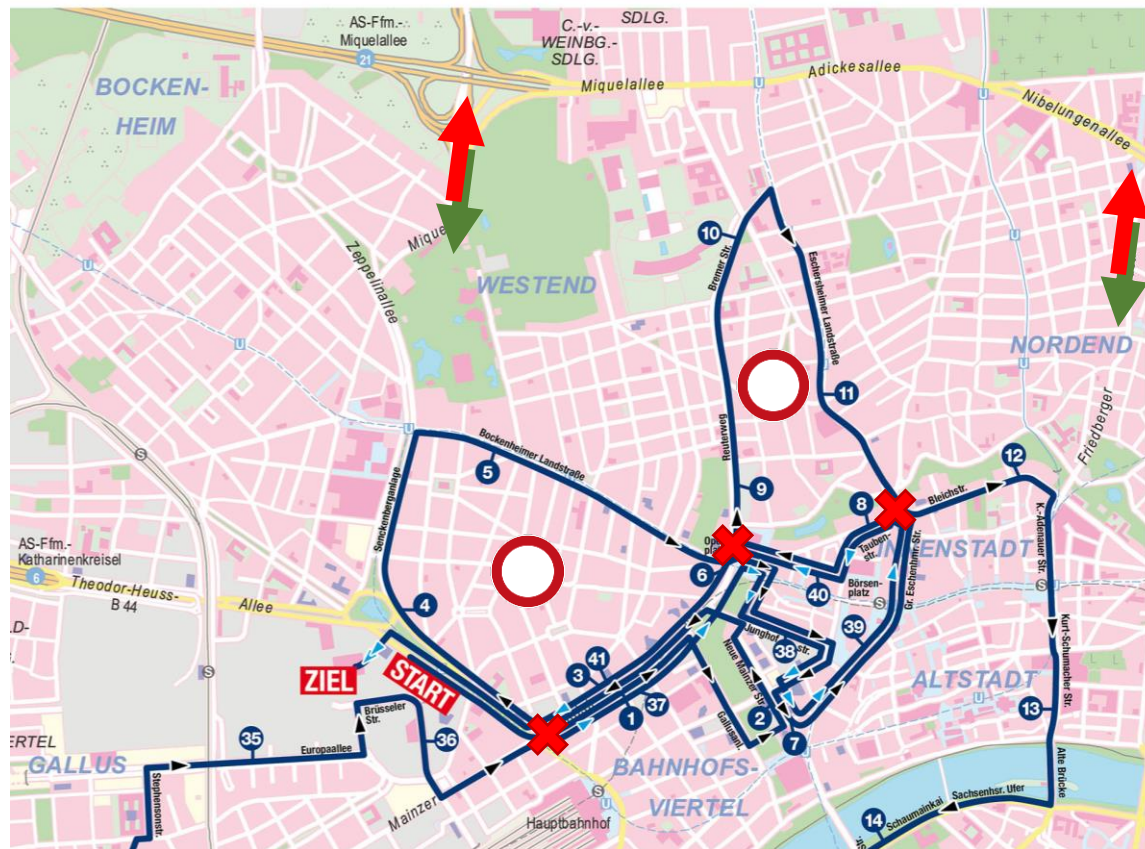 AS-Ffm.-
Miquelallee
21
C.-v.-
WEINBG.-
SDLG.
SDLG.
Miquelallee
Adickesallee
Nibelungenallee
BOCKEN-
HEIM
U
U
U
Zeppelinallee
WESTEND
10
Bremer Str.
Eschersheimer Landstraße
NORDEND
U
U
Friedberger
11
Reuterweg
U
Bockenheimer Landstraße
5
S
Senckenberganlage
9
8
Bleichstr.
12
Tauben-
str.
6
40
Börsen-
platz
Gr. Eschenhmr. Str.
K.-Adenauer Str.
S
S
U
AS-Ffm.-
Katharinenkreisel
6
Theodor-Heuss-
B 44
Allee
4
Junghof
str.
38
39
Kurt-Schumacher Str.
ZIEL
START
3
41
1
37
Neue Mainzer Str.
2
7
Gallusanl.
ALTSTADT
13
Brüsseler
Str.
35
Europaallee
36
GALLUS
S
Stephensonstr.
Mainzer
BAHNHOFS-
VIERTEL
S
U
Hauptbahnhof
U
Alte Brücke
Sachsenhsr. Ufer
Schaumainkai
14